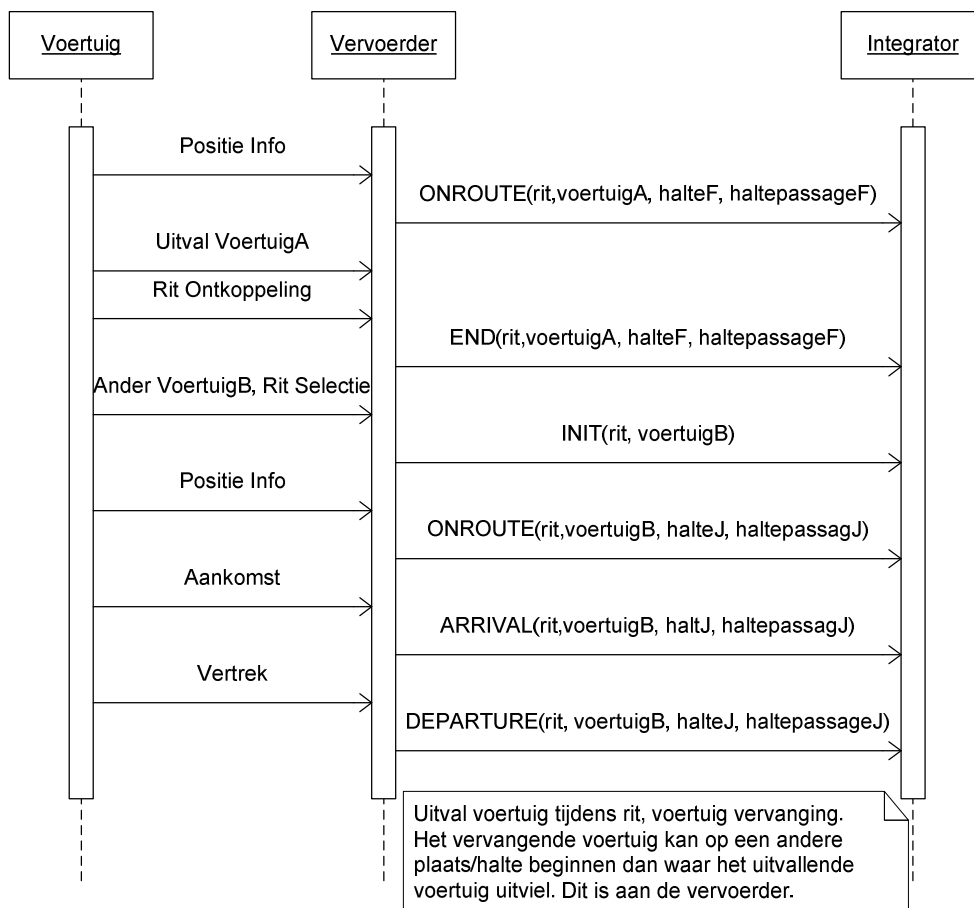 Voertuig
Vervoerder
Integrator
Positie Info
ONROUTE(rit,voertuigA, halteF, haltepassageF)
Uitval VoertuigA
Rit Ontkoppeling
END(rit,voertuigA, halteF, haltepassageF)
Ander VoertuigB, Rit Selectie
INIT(rit, voertuigB)
Positie Info
ONROUTE(rit,voertuigB, halteJ, haltepassagJ)
Aankomst
ARRIVAL(rit,voertuigB, haltJ, haltepassagJ)
Vertrek
DEPARTURE(rit, voertuigB, halteJ, haltepassageJ)
Uitval voertuig tijdens rit, voertuig vervanging.
Het vervangende voertuig kan op een andere
plaats/halte beginnen dan waar het uitvallende
voertuig uitviel. Dit is aan de vervoerder.